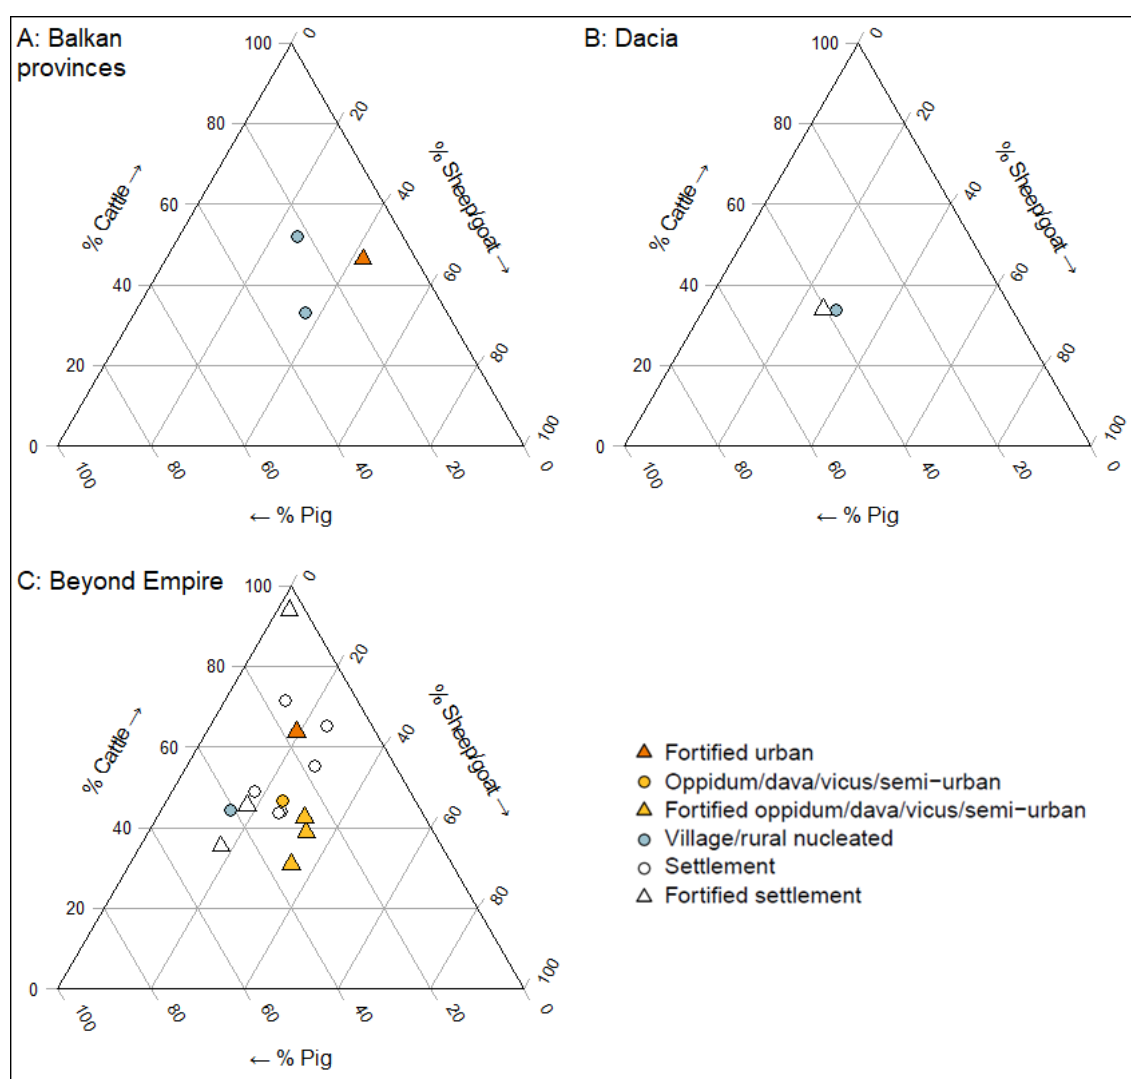 A: Balkan
provinces
100
80
60
40
20
0
0
20
40
60
80
100
100
80
60
40
20
0
% Cattle →
% Sheep/goat →
← % Pig
B: Dacia
100
80
60
40
20
0
0
20
40
60
80
100
100
80
60
40
20
0
% Cattle →
% Sheep/goat →
← % Pig
C: Beyond Empire
100
80
60
40
20
0
0
20
40
60
80
100
100
80
60
40
20
0
% Cattle →
% Sheep/goat →
← % Pig
Fortified urban
Oppidum/dava/vicus/semi−urban
Fortified oppidum/dava/vicus/semi−urban
Village/rural nucleated
Settlement
Fortified settlement